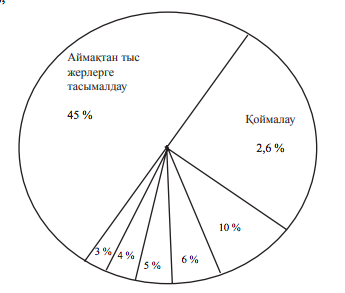 Аймақтан тыс
жерлерге
тасымалдау
45 %
Қоймалау
2,6 %
10 %
6 %
5 %
4 %
3 %